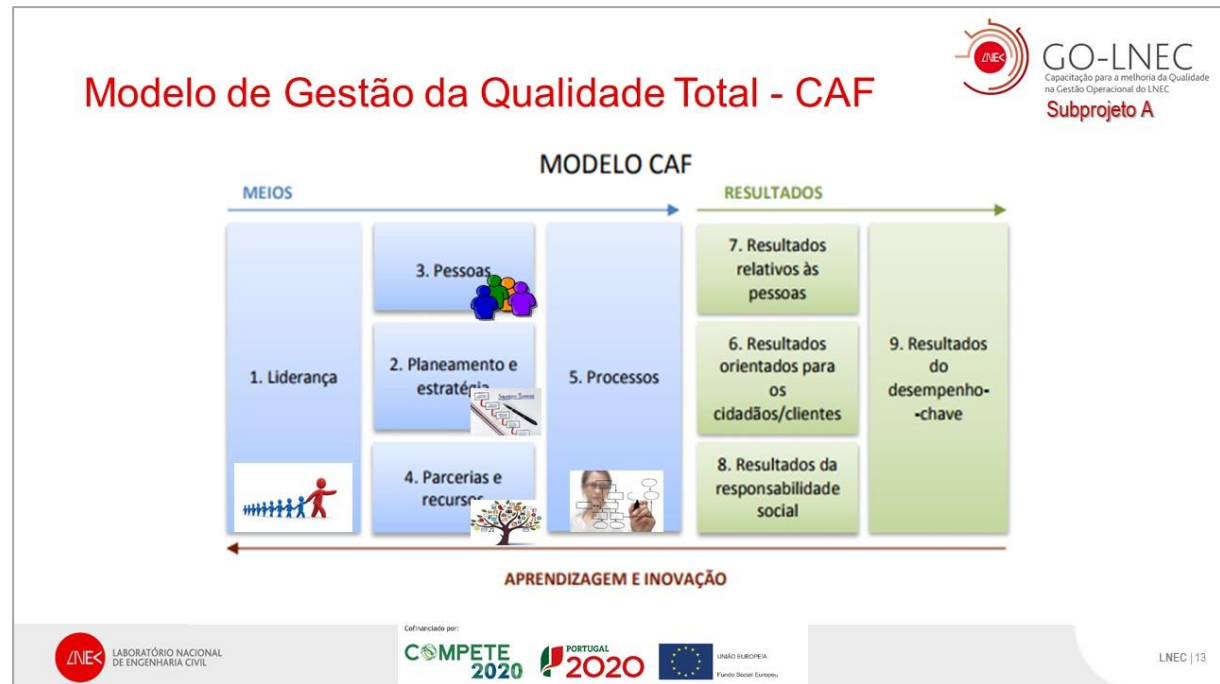 Modelo de Gestão da Qualidade Total - CAF
LNEC
GO-LNEC
Capacitação para a melhoria da Qualidade
na Gestão Operacional do LNEC
Subprojeto A
MODELO CAF
MEIOS
RESULTADOS
1. Liderança
3. Pessoas
2. Planeamento e
estratégia
4. Parcerias e
recursos
5. Processos
7. Resultados
relativos às
pessoas
6. Resultados
orientados para
os
cidadãos/clientes
8. Resultados da
responsabilidade
social
9. Resultados
do
desempenho-
-chave
APRENDIZAGEM E INOVAÇÃO
LNEC
LABORATÓRIO NACIONAL
DE ENGENHARIA CIVIL
Cofinanciado por:
COMPETE
2020
PORTUGAL
2020
UNIÃO EUROPEIA
Fundo Social Europeu
LNEC | 13